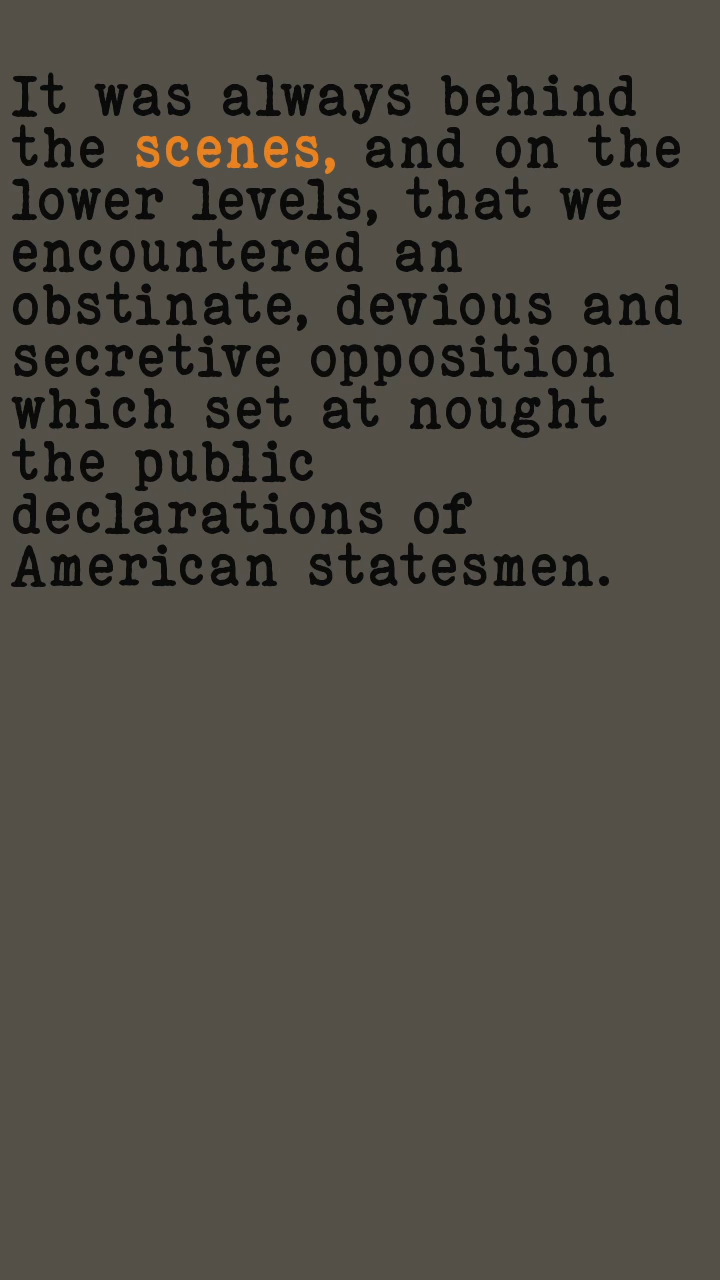 It was always behind
the scenes, and on the
lower levels, that we
encountered an
obstinate, devious and
secretive opposition
which set at nought
the public
declarations of
American statesmen.